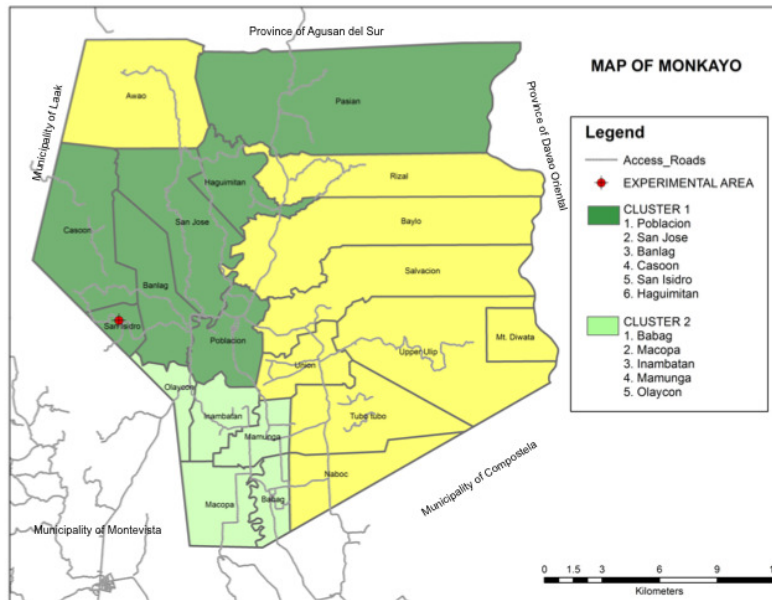 Province of Agusan del Sur
MAP OF MONKAYO
Municipality of Laak
Province of Davao Oriental
Awao
Pasian
Haguimitan
Rizal
San Jose
Casoon
Baylo
Banlag
Salvacion
San Isidro
Poblacion
Mt. Diwata
Upper Ulip
Union
Olaycon
Inambatan
Tubo tubo
Mamunga
Naboc
Macopa
Babag
Municipality of Compostela
Municipality of Montevista
Legend
Access_Roads
EXPERIMENTAL AREA
CLUSTER 1
1. Poblacion
2. San Jose
3. Banlag
4. Casoon
5. San Isidro
6. Haguimitan
CLUSTER 2
1. Babag
2. Macopa
3. Inambatan
4. Mamunga
5. Olaycon
0 1.5 3 6 9
Kilometers